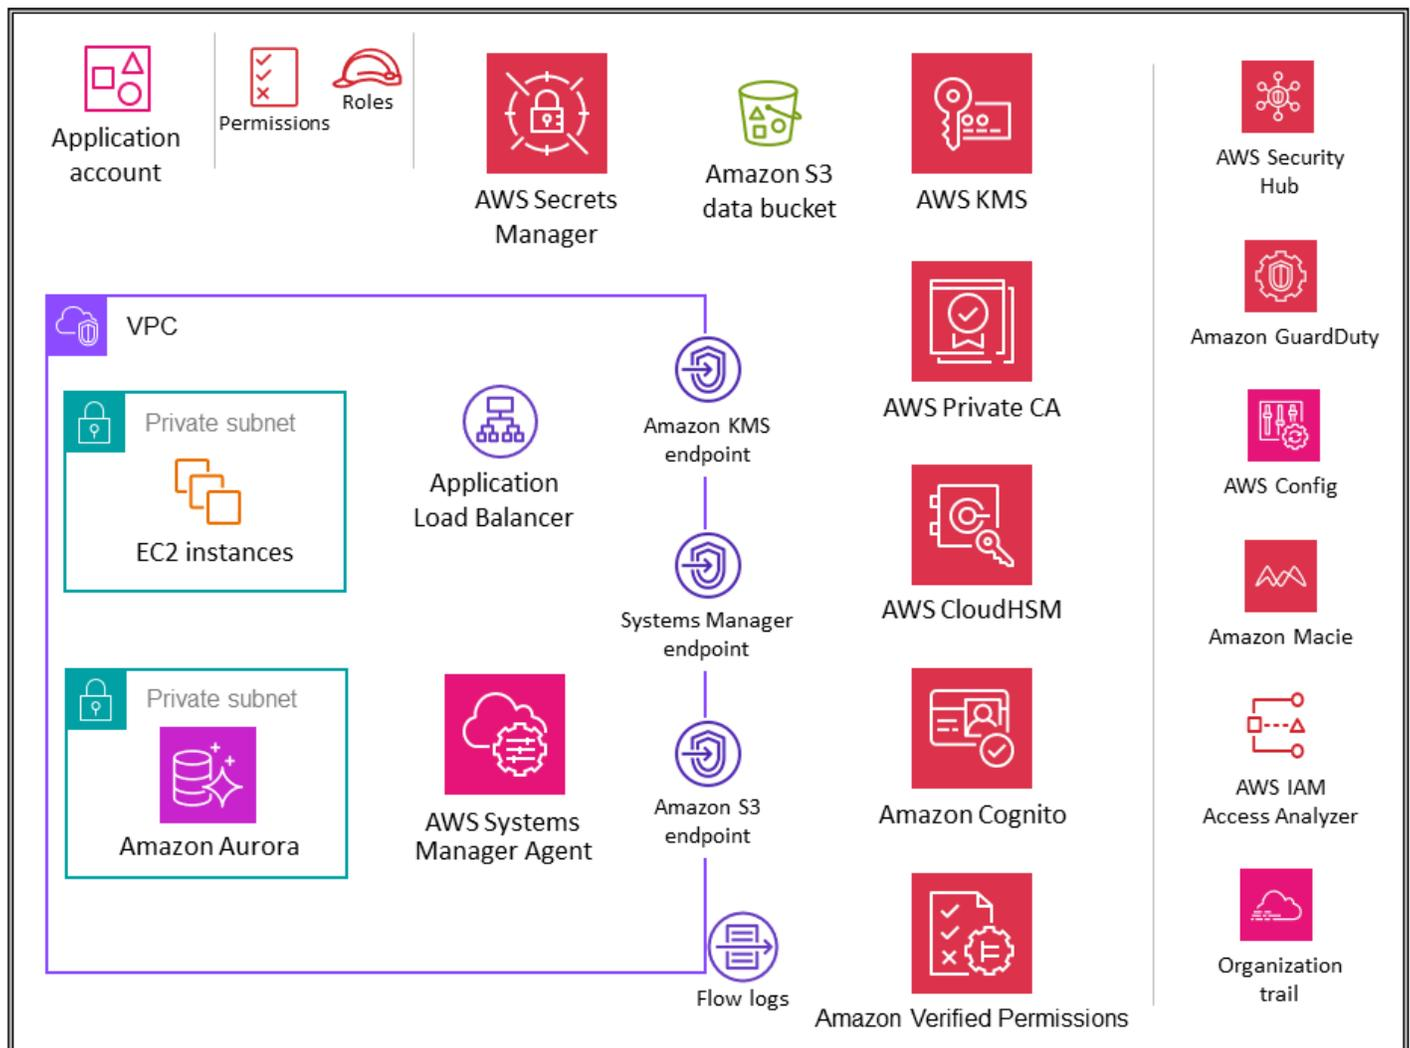 Application
account
Permissions
Roles
AWS Secrets
Manager
Amazon S3
data bucket
AWS KMS
AWS Security
Hub
VPC
Private subnet
EC2 instances
Application
Load Balancer
Amazon KMS
endpoint
AWS Private CA
Amazon GuardDuty
AWS Config
Systems Manager
endpoint
AWS CloudHSM
Amazon Macie
Private subnet
Amazon Aurora
AWS Systems
Manager Agent
Amazon S3
endpoint
Amazon Cognito
AWS IAM
Access Analyzer
Flow logs
Amazon Verified Permissions
Organization
trail